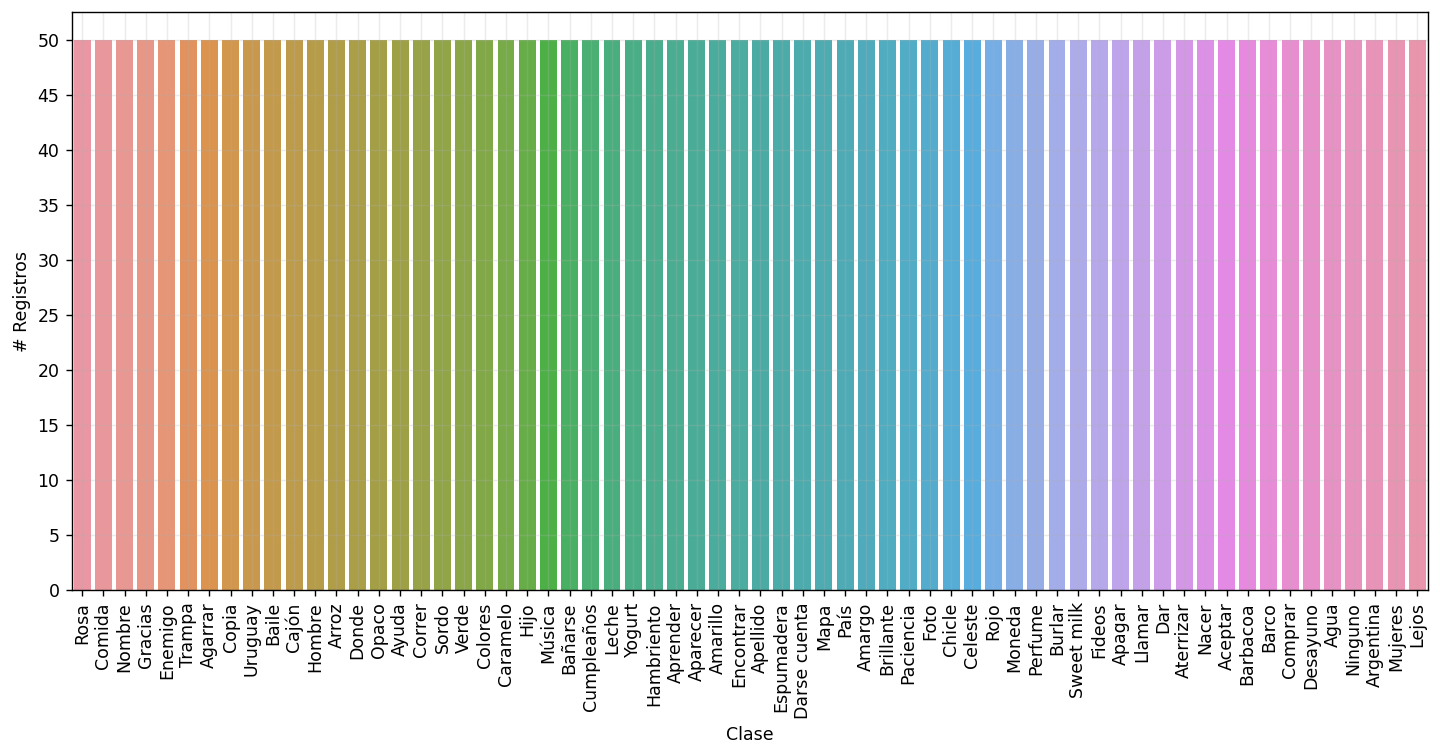 50
45
40
35
30
25
20
15
10
5
0
# Registros
Rosa
Comida
Nombre
Gracias
Enemigo
Trampa
Agarrar
Copia
Uruguay
Baile
Cajón
Hombre
Arroz
Donde
Opaco
Ayuda
Correr
Sordo
Verde
Colores
Caramelo
Hijo
Música
Bañarse
Cumpleaños
Leche
Yogurt
Hambriento
Aprender
Aparecer
Amarillo
Encontrar
Apellido
Espumadera
Darse cuenta
Mapa
País
Amargo
Brillante
Paciencia
Foto
Chicle
Celeste
Rojo
Moneda
Perfume
Burlar
Sweet milk
Fideos
Apagar
Llamar
Dar
Aterrizar
Nacer
Aceptar
Barbacoa
Barco
Comprar
Desayuno
Agua
Ninguno
Argentina
Mujeres
Lejos
Clase